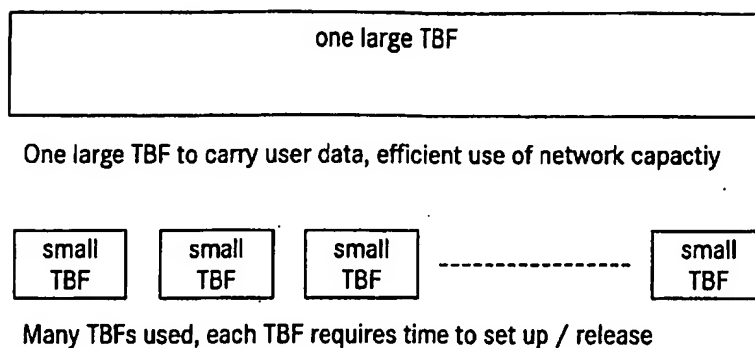 one large TBF
One large TBF to carry user data, efficient use of network capactiy
small small small small
TBF TBF TBF TBF
Many TBFs used, each TBF requires time to set up / release